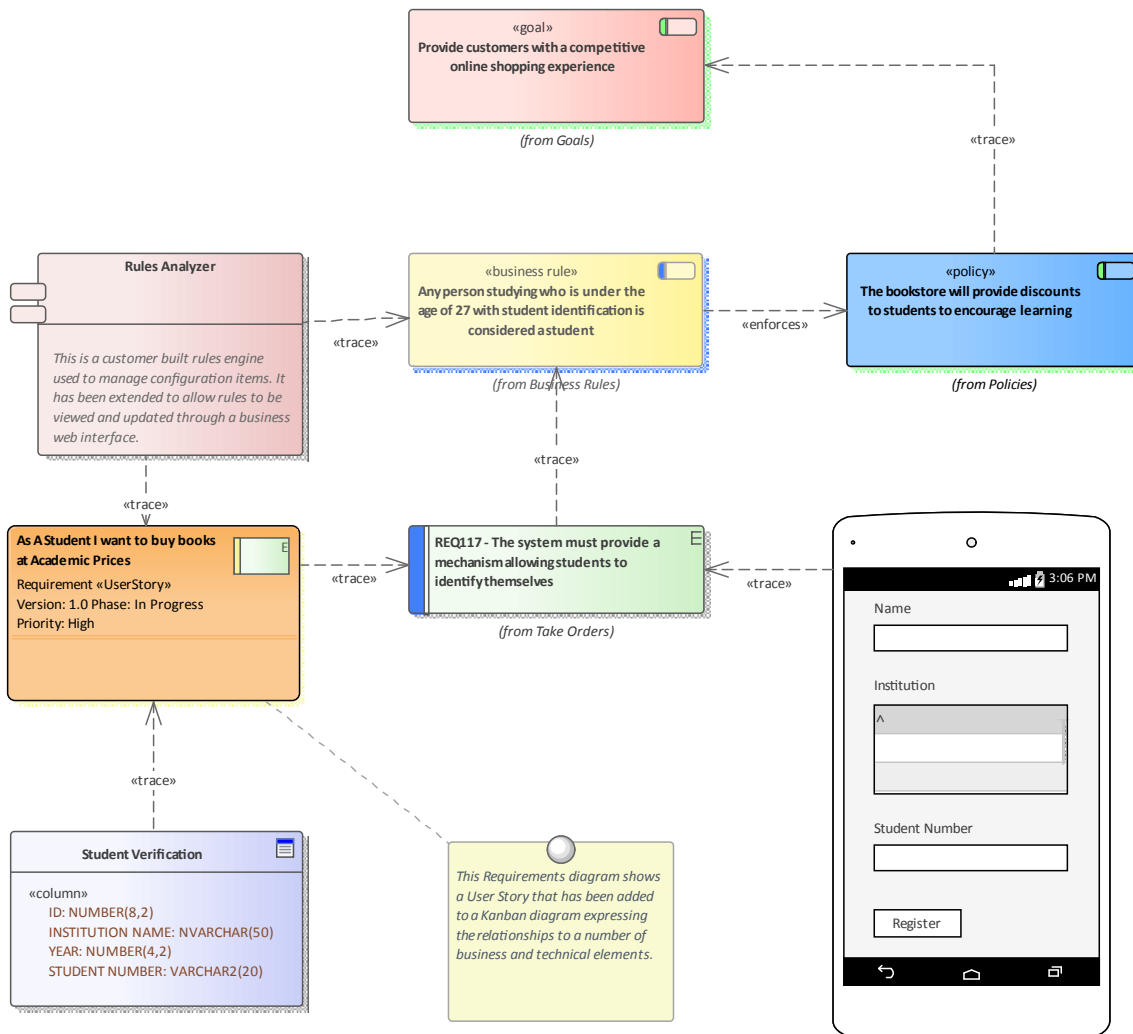 «goal»
Provide customers with a competitive
online shopping experience
(from Goals)
«trace»
Rules Analyzer
This is a customer built rules engine
used to manage configuration items. It
has been extended to allow rules to be
viewed and updated through a business
web interface.
«trace»
«business rule»
Any person studying who is under the
age of 27 with student identification is
considered a student
(from Business Rules)
«enforces»
«policy»
The bookstore will provide discounts
to students to encourage learning
(from Policies)
«trace»
«trace»
As A Student I want to buy books
at Academic Prices
Requirement «UserStory»
Version: 1.0 Phase: In Progress
Priority: High
E
«trace»
REQ117 - The system must provide a
mechanism allowing students to
identify themselves
E
(from Take Orders)
«trace»
3:06 PM
Name
Institution
^
Student Number
Register
«trace»
Student Verification
«column»
ID: NUMBER(8,2)
INSTITUTION NAME: NVARCHAR(50)
YEAR: NUMBER(4,2)
STUDENT NUMBER: VARCHAR2(20)
This Requirements diagram shows
a User Story that has been added
to a Kanban diagram expressing
the relationships to a number of
business and technical elements.